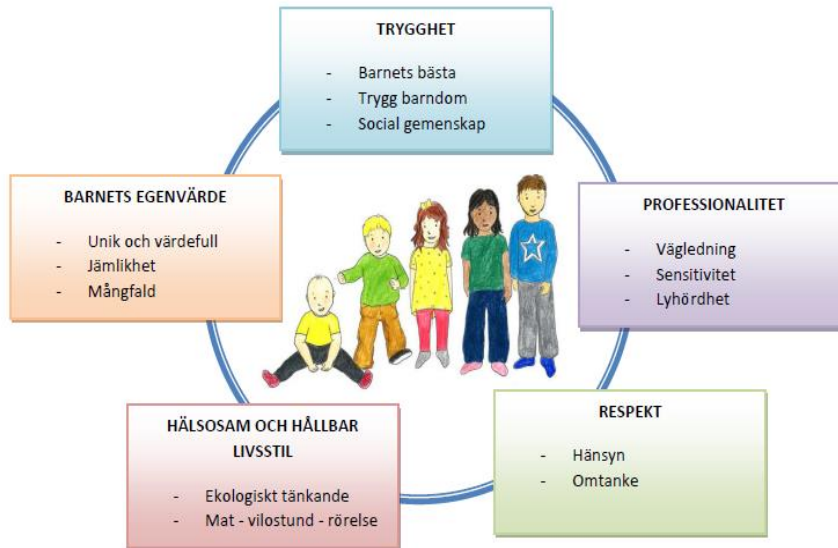 TRYGGHET
- Barnets bästa
- Trygg barndom
- Social gemenskap
BARNETS EGENVÄRDE
- Unik och värdefull
- Jämlikhet
- Mångfald
PROFESSIONALITET
- Vägledning
- Sensitivitet
- Lyhördhet
HÄLSOSAM OCH HÅLLBAR
LIVSSTIL
- Ekologiskt tänkande
- Mat - vilostund - rörelse
RESPEKT
- Hänsyn
- Omtanke